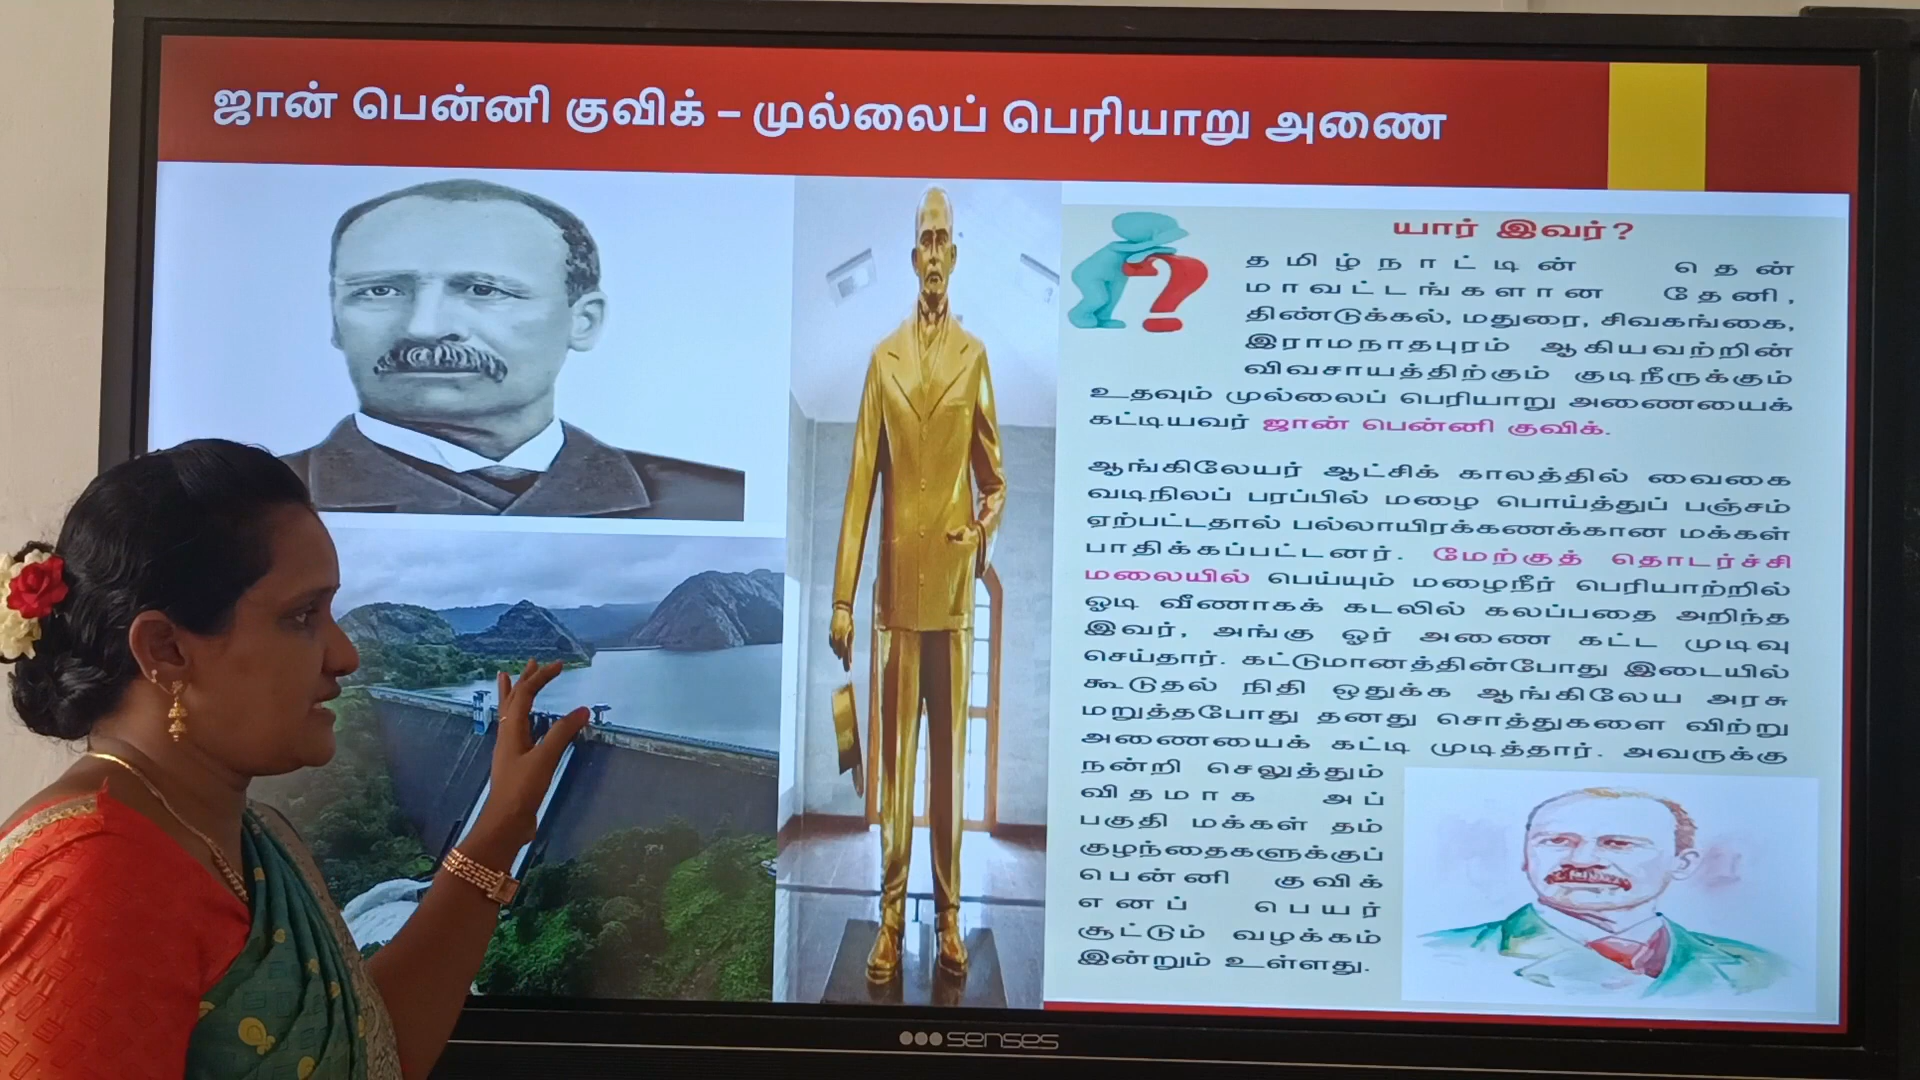 ஜான் பென்னி குவிக் – முல்லைப் பெரியாறு அணை
யார் இவர்?
தமிழ்நாட்டின் தென்
மாவட்டங்களான தேனி,
திண்டுக்கல், மதுரை, சிவகங்கை,
இராமநாதபுரம் ஆகியவற்றின்
விவசாயத்திற்கும் குடிநீருக்கும்
உதவும் முல்லைப் பெரியாறு அணையைக்
கட்டியவர் ஜான் பென்னி குவிக்.
ஆங்கிலேயர் ஆட்சிக் காலத்தில் வைகை
வடிநிலப் பரப்பில் மழை பொய்த்துப் பஞ்சம்
ஏற்பட்டதால் பல்லாயிரக்கணக்கான மக்கள்
பாதிக்கப்பட்டனர். மேற்குத் தொடர்ச்சி
மலையில் பெய்யும் மழைநீர் பெரியாற்றில்
ஓடி வீணாகக் கடலில் கலப்பதை அறிந்த
இவர், அங்கு ஓர் அணை கட்ட முடிவு
செய்தார். கட்டுமானத்தின்போது இடையில்
கூடுதல் நிதி ஒதுக்க ஆங்கிலேய அரசு
மறுத்தபோது தனது சொத்துகளை விற்று
அணையைக் கட்டி முடித்தார். அவருக்கு
நன்றி செலுத்தும்
விதமாக அப்
பகுதி மக்கள் தம்
குழந்தைகளுக்குப்
பென்னி குவிக்
எனப் பெயர்
சூட்டும் வழக்கம்
இன்றும் உள்ளது.
senses